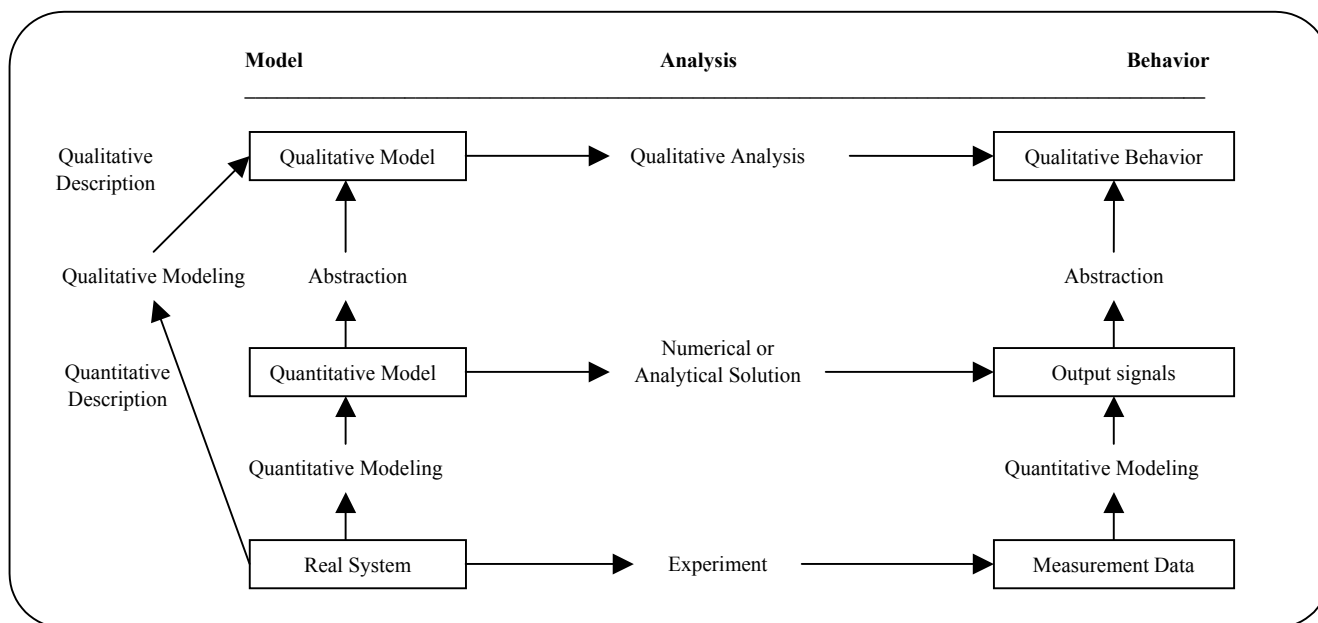 Model Analysis Behavior
Qualitative
Description
Qualitative Model Qualitative Analysis Qualitative Behavior
Qualitative Modeling Abstraction Abstraction
Quantitative
Description
Quantitative Model Numerical or
Analytical Solution Output signals
Quantitative Modeling Quantitative Modeling
Real System Experiment Measurement Data